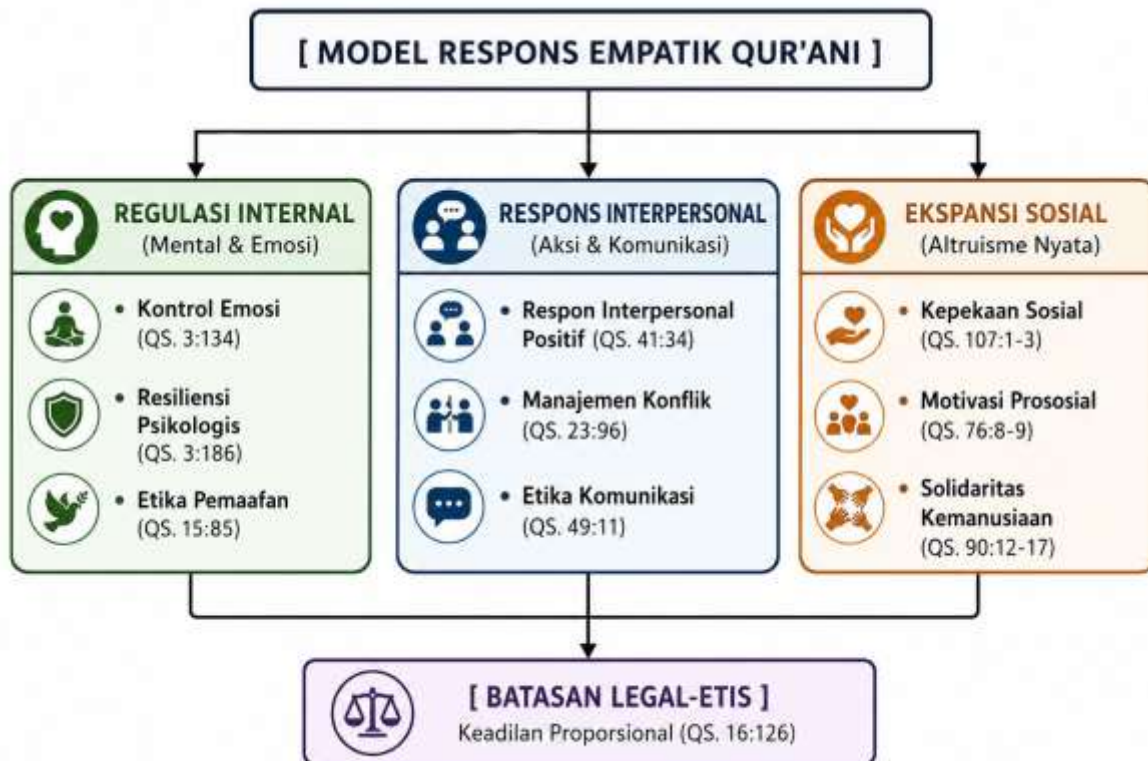 [ MODEL RESPONS EMPATIK QUR'ANI ]
REGULASI INTERNAL
(Mental & Emosi)
• Kontrol Emosi
(QS. 3:134)
• Resiliensi
Psikologis
(QS. 3:186)
• Etika Pemaafan
(QS. 15:85)
RESPONS INTERPERSONAL
(Aksi & Komunikasi)
• Respon Interpersonal
Positif (QS. 41:34)
• Manajemen Konflik
(QS. 23:96)
• Etika Komunikasi
(QS. 49:11)
EKSPANSI SOSIAL
(Altruisme Nyata)
• Kepekaan Sosial
(QS. 107:1-3)
• Motivasi Prososial
(QS. 76:8-9)
• Solidaritas
Kemanusiaan
(QS. 90:12-17)
[ BATASAN LEGAL-ETIS ]
Keadilan Proporsional (QS. 16:126)